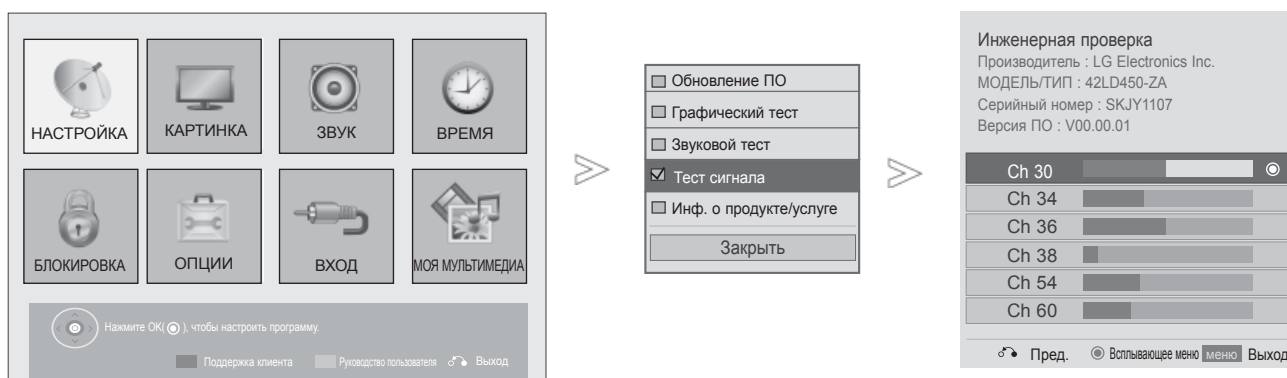 НАСТРОЙКА
КАРТИНКА
ЗВУК
ВРЕМЯ
БЛОКИРОВКА
ОПЦИИ
ВХОД
МОЯ МУЛЬТИМЕДИА
Нажмите ОК( ), чтобы настроить программу.
Поддержка клиента Руководство пользователя Выход
Обновление ПО
Графический тест
Звуковой тест
Тест сигнала
Инф. о продукте/услуге
Закрыть
Инженерная проверка
Производитель : LG Electronics Inc.
МОДЕЛЬ/ТИП : 42LD450-ZA
Серийный номер : SKJY1107
Версия ПО : V00.00.01
Ch 30
Ch 34
Ch 36
Ch 38
Ch 54
Ch 60
Пред. Всплывающее меню меню Выход